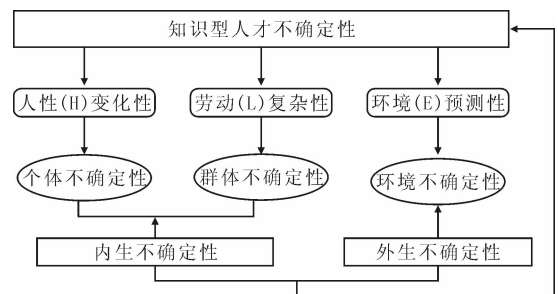 知识型人才不确定性
人性(H)变化性
劳动(L)复杂性
环境(E)预测性
个体不确定性
群体不确定性
环境不确定性
内生不确定性
外生不确定性